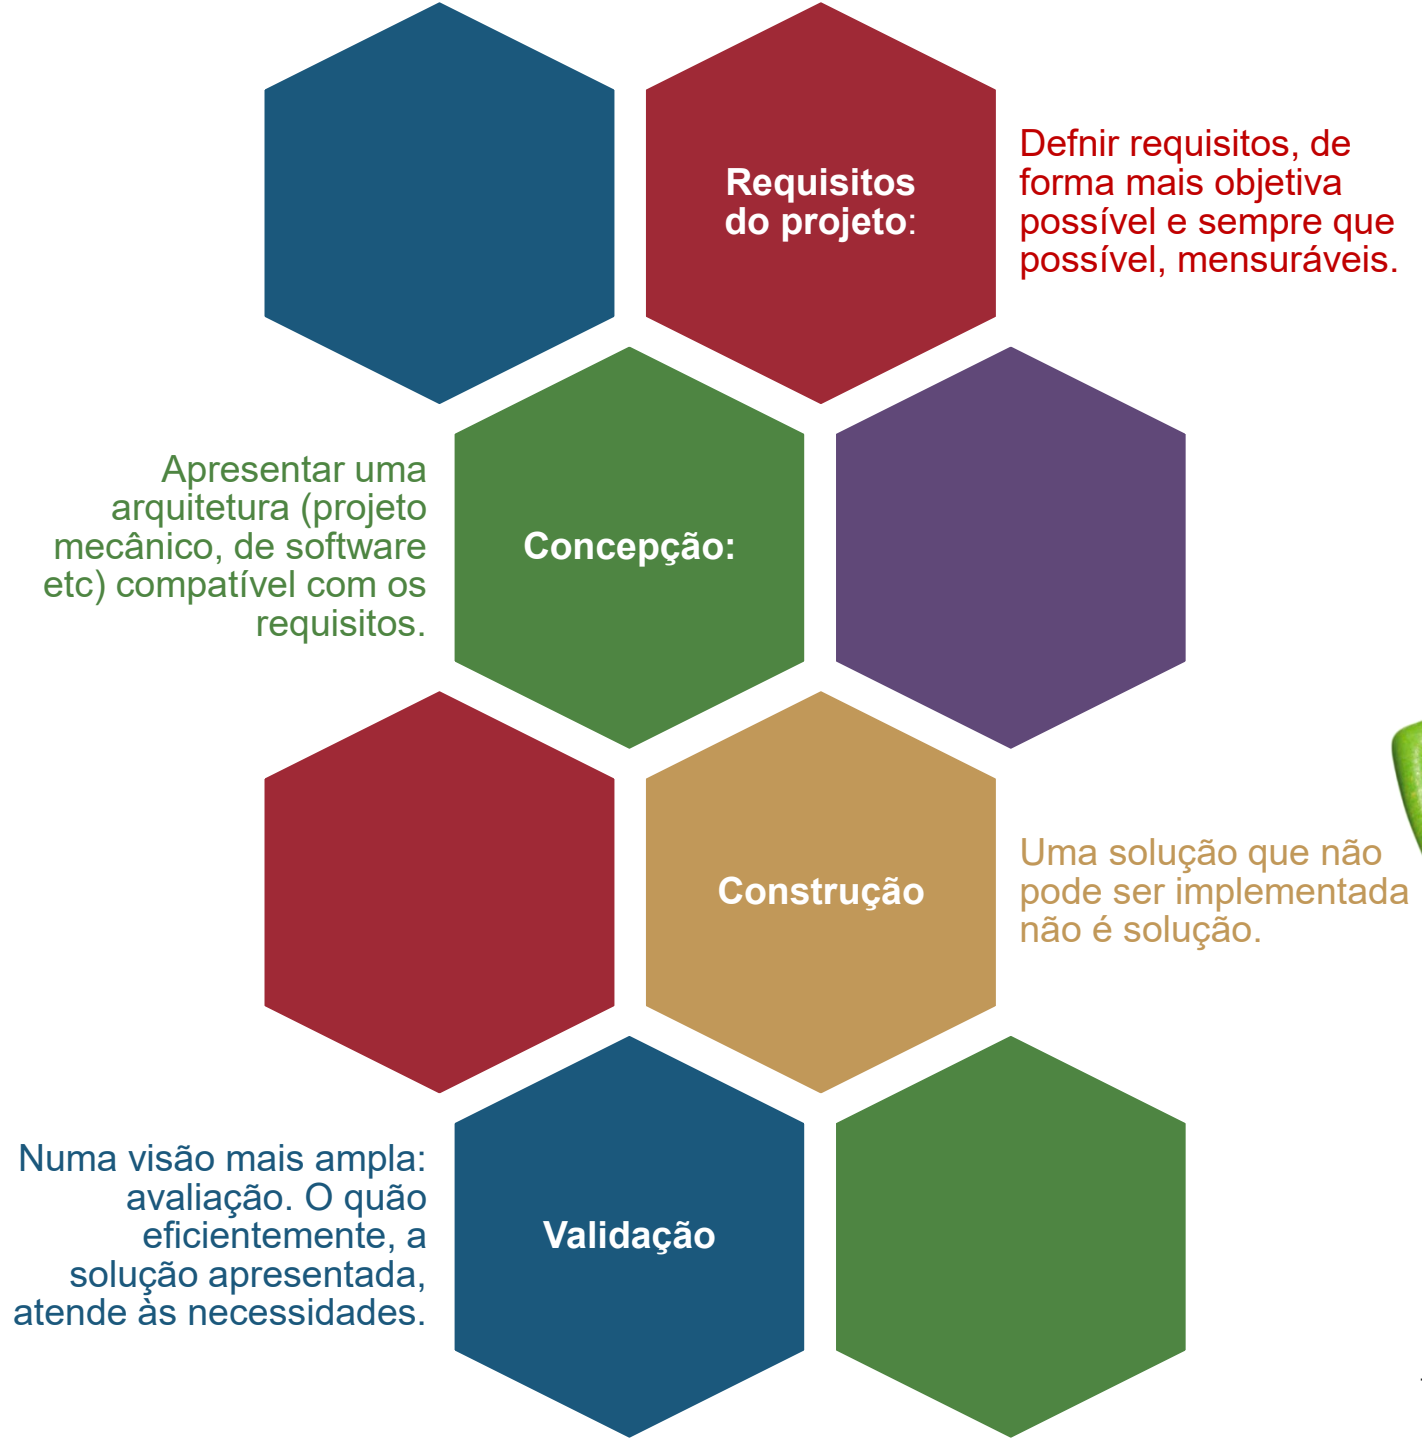 Requisitos
do projeto:
Defnir requisitos, de
forma mais objetiva
possível e sempre que
possível, mensuráveis.
Apresentar uma
arquitetura (projeto
mecânico, de software
etc) compatível com os
requisitos.
Concepção:
Construção
Uma solução que não
pode ser implementada
não é solução.
Numa visão mais ampla:
avaliação. O quão
eficientemente, a
solução apresentada,
atende às necessidades.
Validação